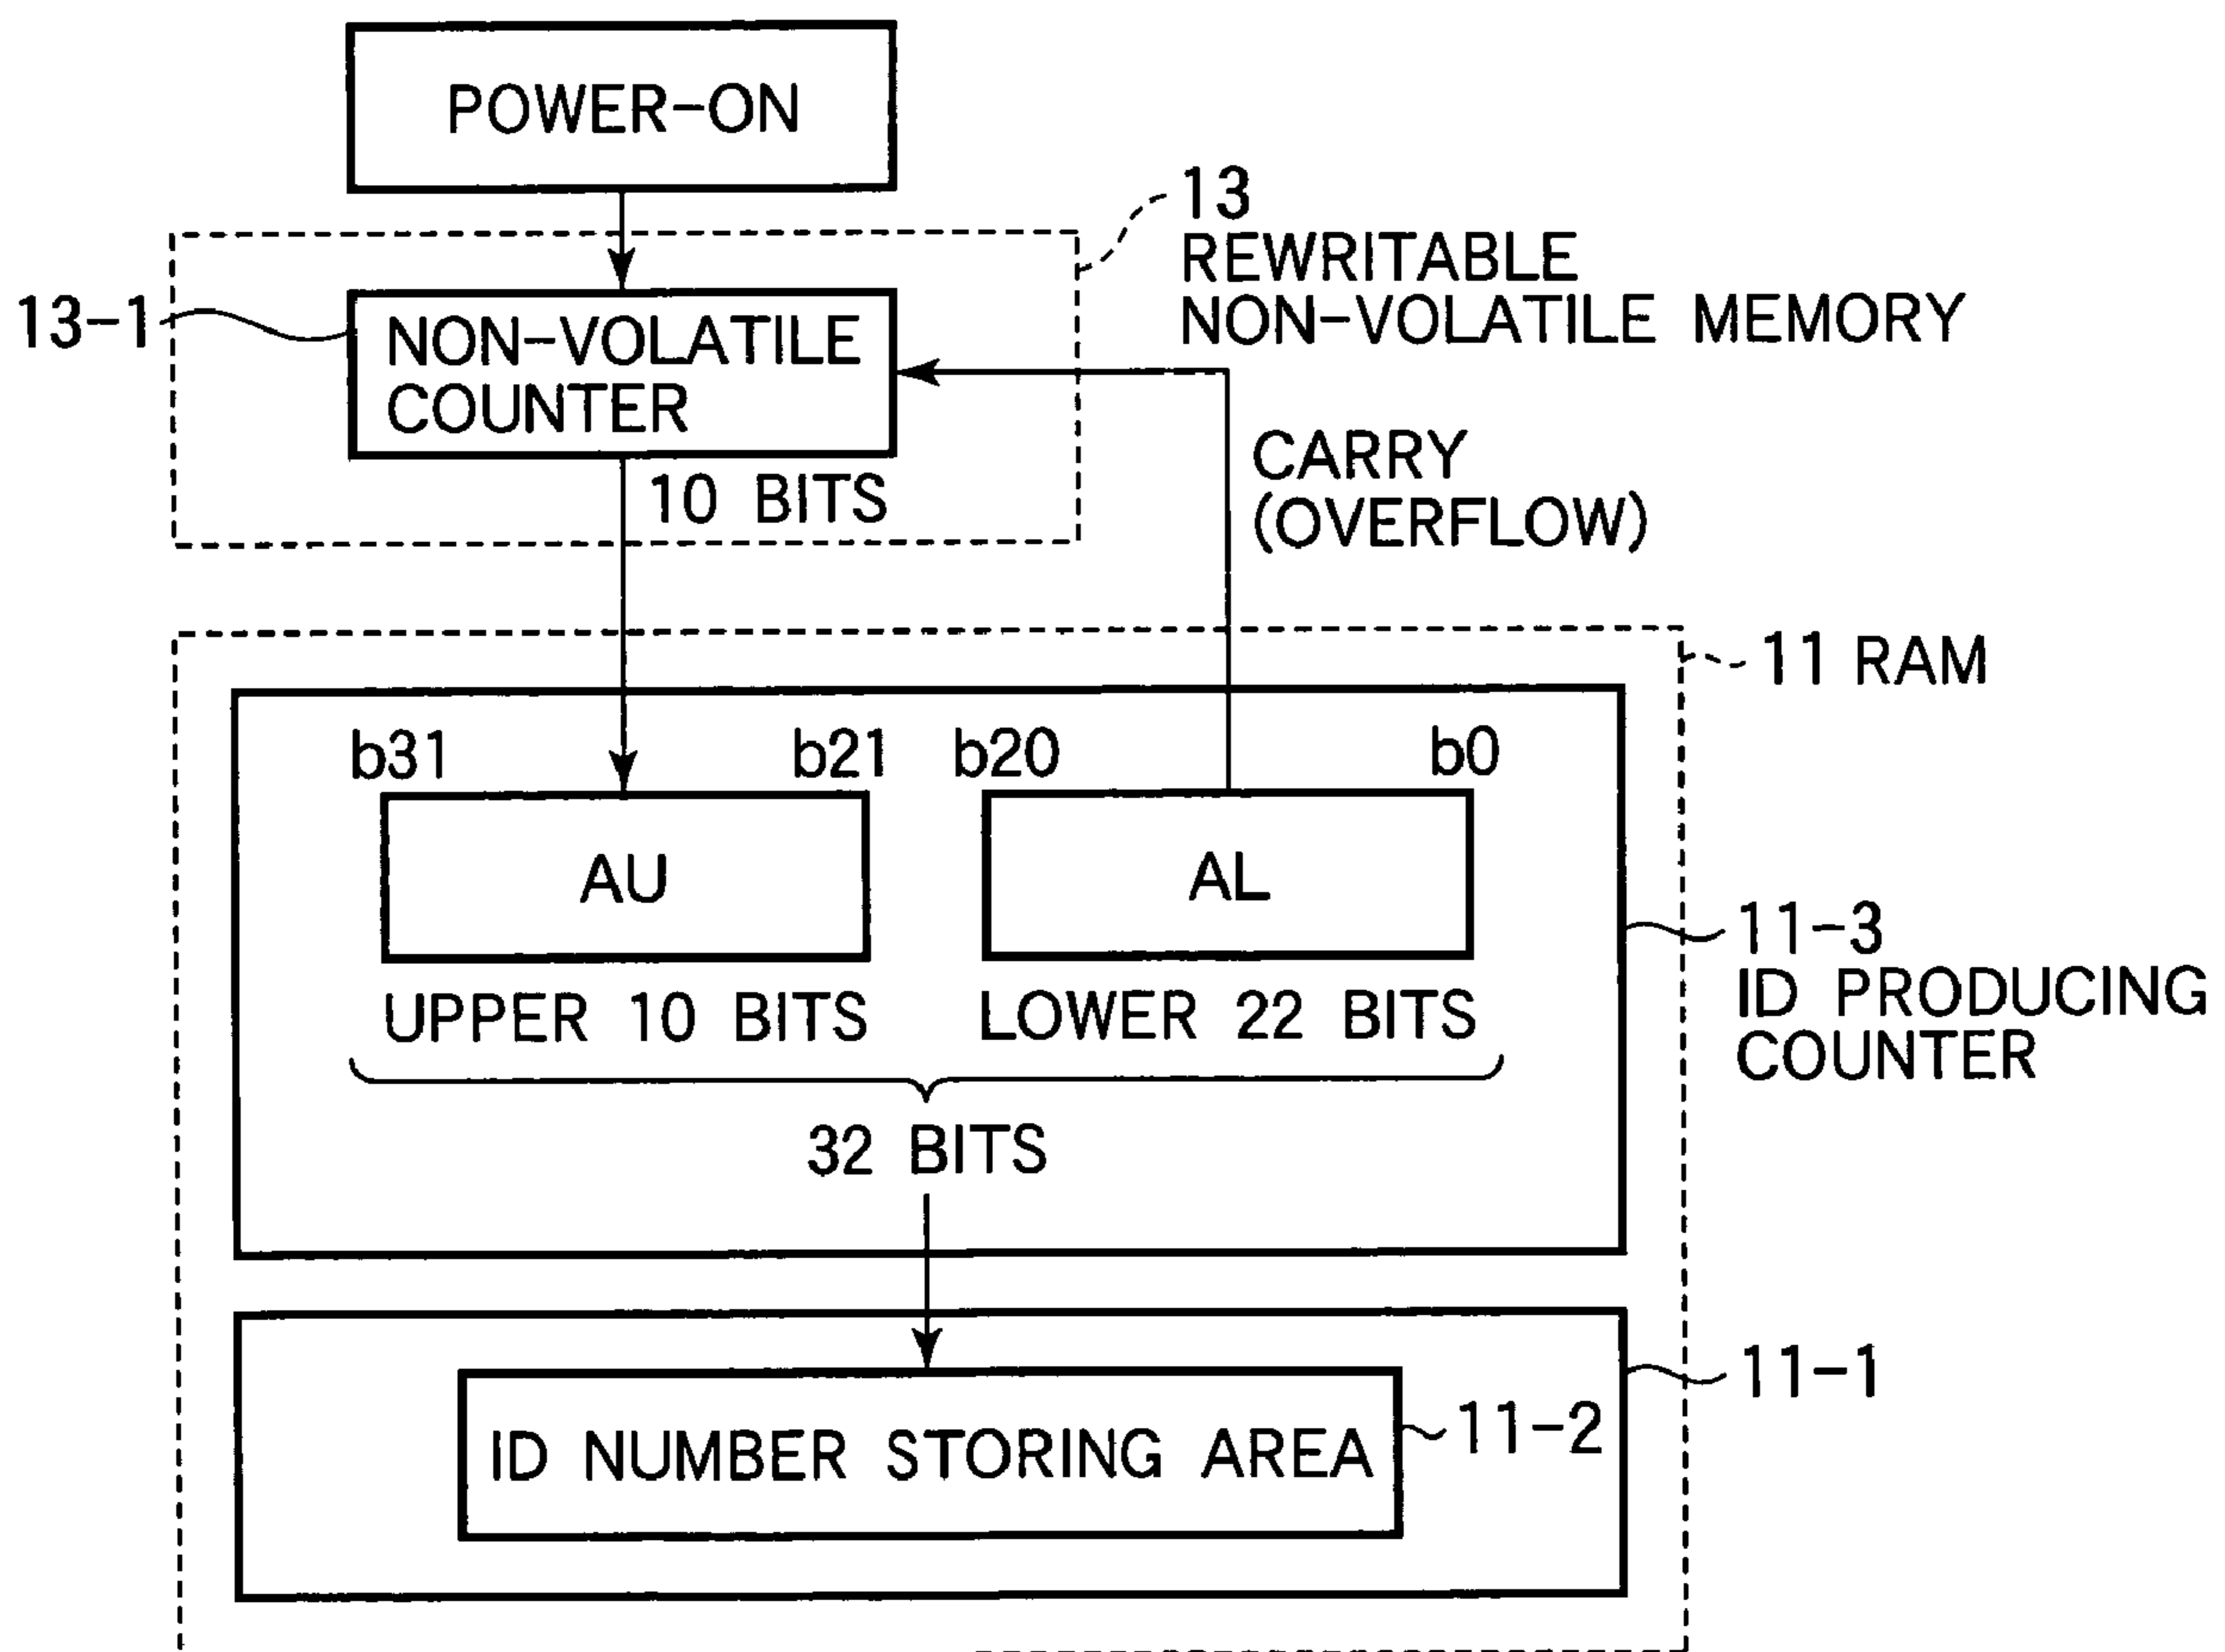 POWER-ON
13
REWRITABLE
NON-VOLATILE MEMORY
13-1
NON-VOLATILE
COUNTER
10 BITS
CARRY
(OVERFLOW)
11 RAM
b31
b21
b20
b0
AU
AL
11-3
ID PRODUCING
COUNTER
UPPER 10 BITS
LOWER 22 BITS
32 BITS
11-1
11-2
ID NUMBER STORING AREA